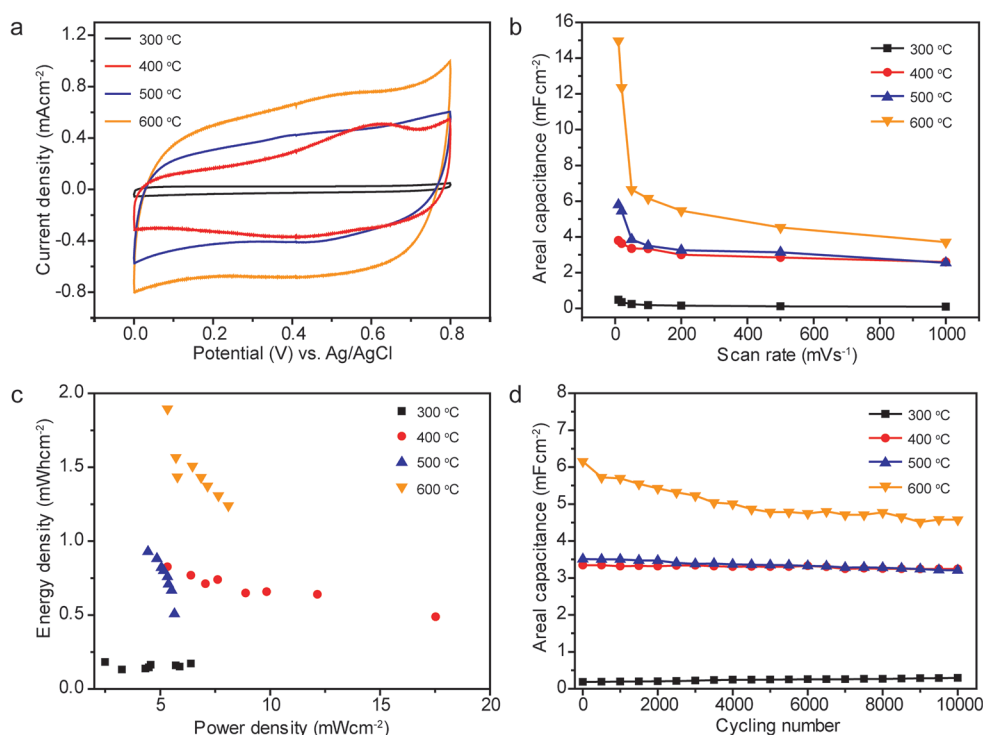 a
300 °C
400 °C
500 °C
600 °C
1.2
0.8
0.4
0.0
-0.4
-0.8
Current density (mAcm⁻²)
0.0
0.2
0.4
0.6
0.8
Potential (V) vs. Ag/AgCl
b
300 °C
400 °C
500 °C
600 °C
16
14
12
10
8
6
4
2
0
Areal capacitance (mFcm⁻²)
0
200
400
600
800
1000
Scan rate (mVs⁻¹)
c
300 °C
400 °C
500 °C
600 °C
2.0
1.5
1.0
0.5
0.0
Energy density (mWhcm⁻²)
5
10
15
20
Power density (mWcm⁻²)
d
300 °C
400 °C
500 °C
600 °C
8
7
6
5
4
3
2
1
0
Areal capacitance (mFcm⁻²)
0
2000
4000
6000
8000
10000
Cycling number